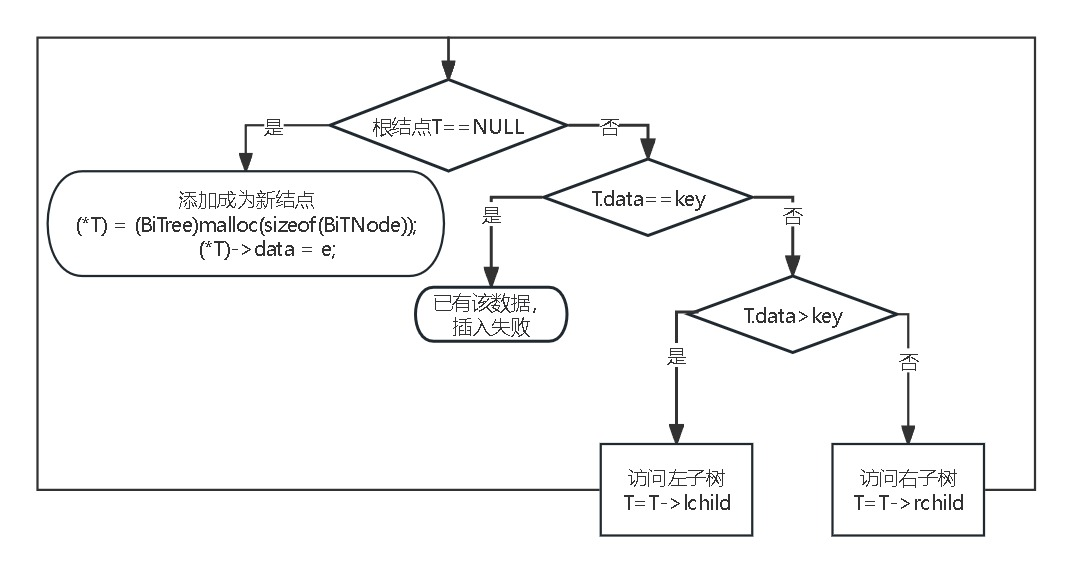 根结点T==NULL
是
否
添加成为新结点
(*T) = (BiTree)malloc(sizeof(BiTNode));
(*T)->data = e;
T.data==key
是
否
已有该数据,
插入失败
T.data>key
是
否
访问左子树
T=T->lchild
访问右子树
T=T->rchild